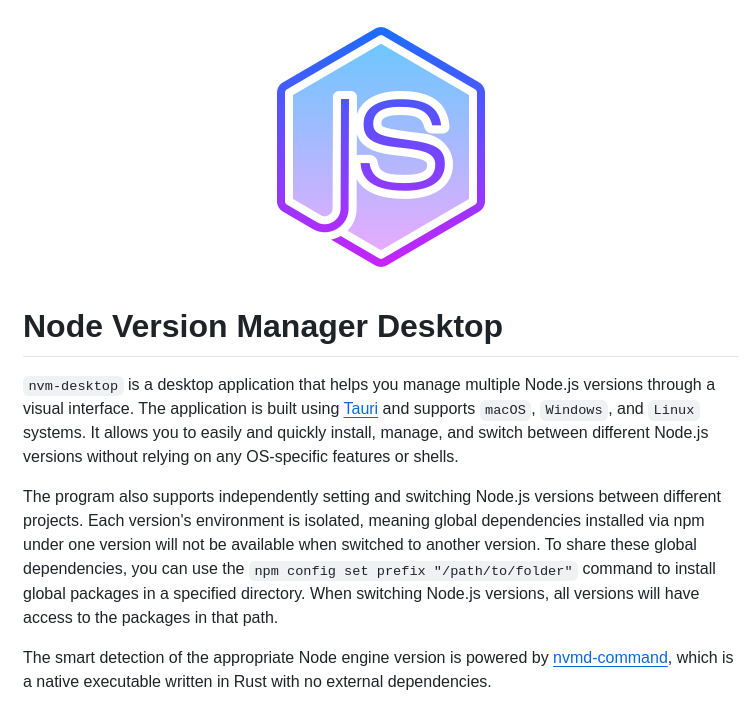 JS
Node Version Manager Desktop
nvm-desktop is a desktop application that helps you manage multiple Node.js versions through a
visual interface. The application is built using Tauri and supports macOS, Windows, and Linux
systems. It allows you to easily and quickly install, manage, and switch between different Node.js
versions without relying on any OS-specific features or shells.
The program also supports independently setting and switching Node.js versions between different
projects. Each version's environment is isolated, meaning global dependencies installed via npm
under one version will not be available when switched to another version. To share these global
dependencies, you can use the npm config set prefix "/path/to/folder" command to install
global packages in a specified directory. When switching Node.js versions, all versions will have
access to the packages in that path.
The smart detection of the appropriate Node engine version is powered by nvmd-command, which is
a native executable written in Rust with no external dependencies.